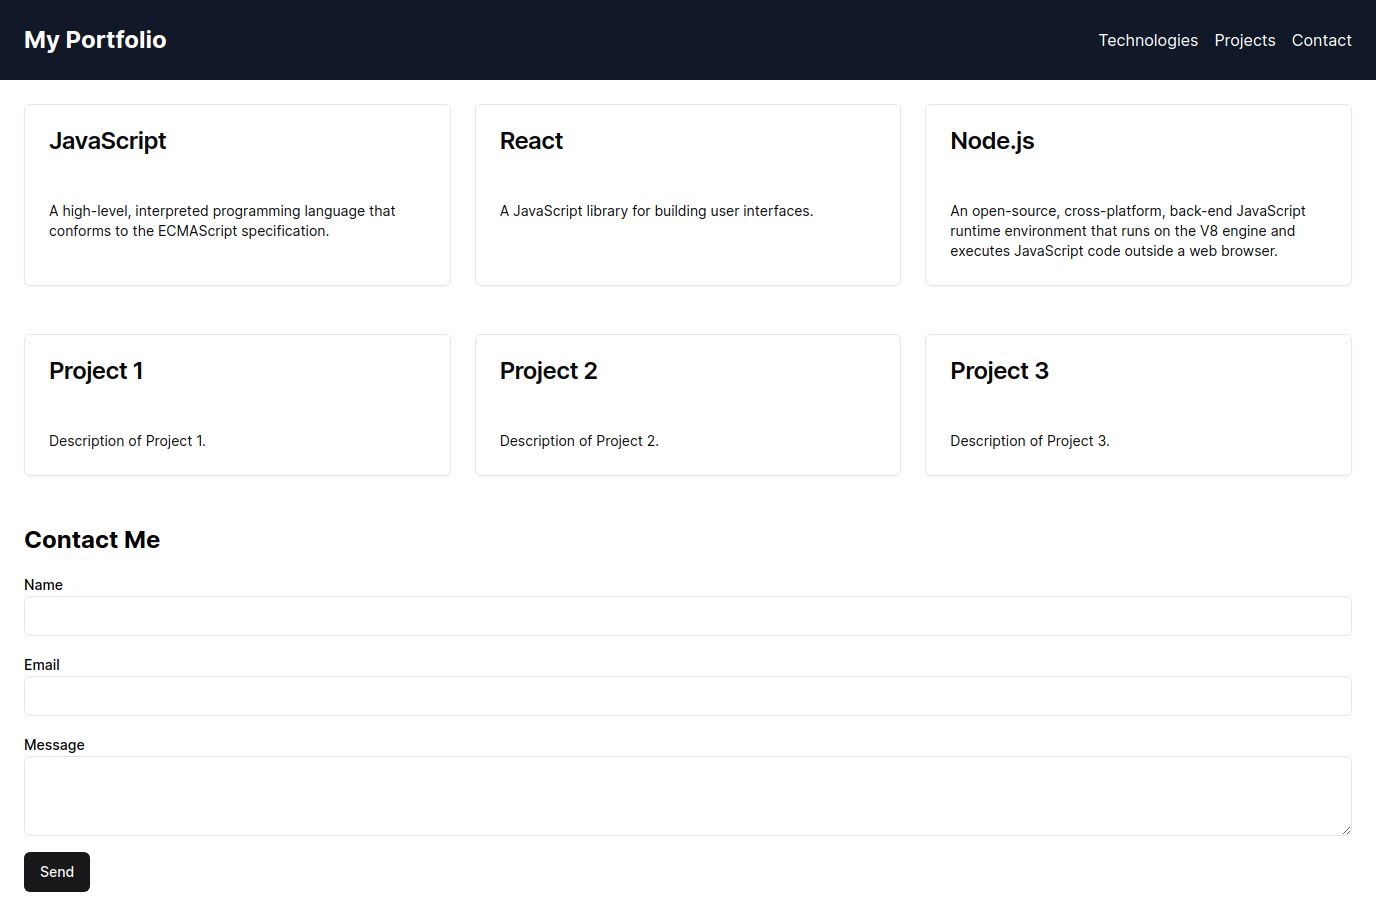 My Portfolio
Technologies Projects Contact
JavaScript
A high-level, interpreted programming language that
conforms to the ECMAScript specification.
React
A JavaScript library for building user interfaces.
Node.js
An open-source, cross-platform, back-end JavaScript
runtime environment that runs on the V8 engine and
executes JavaScript code outside a web browser.
Project 1
Description of Project 1.
Project 2
Description of Project 2.
Project 3
Description of Project 3.
Contact Me
Name
Email
Message
Send